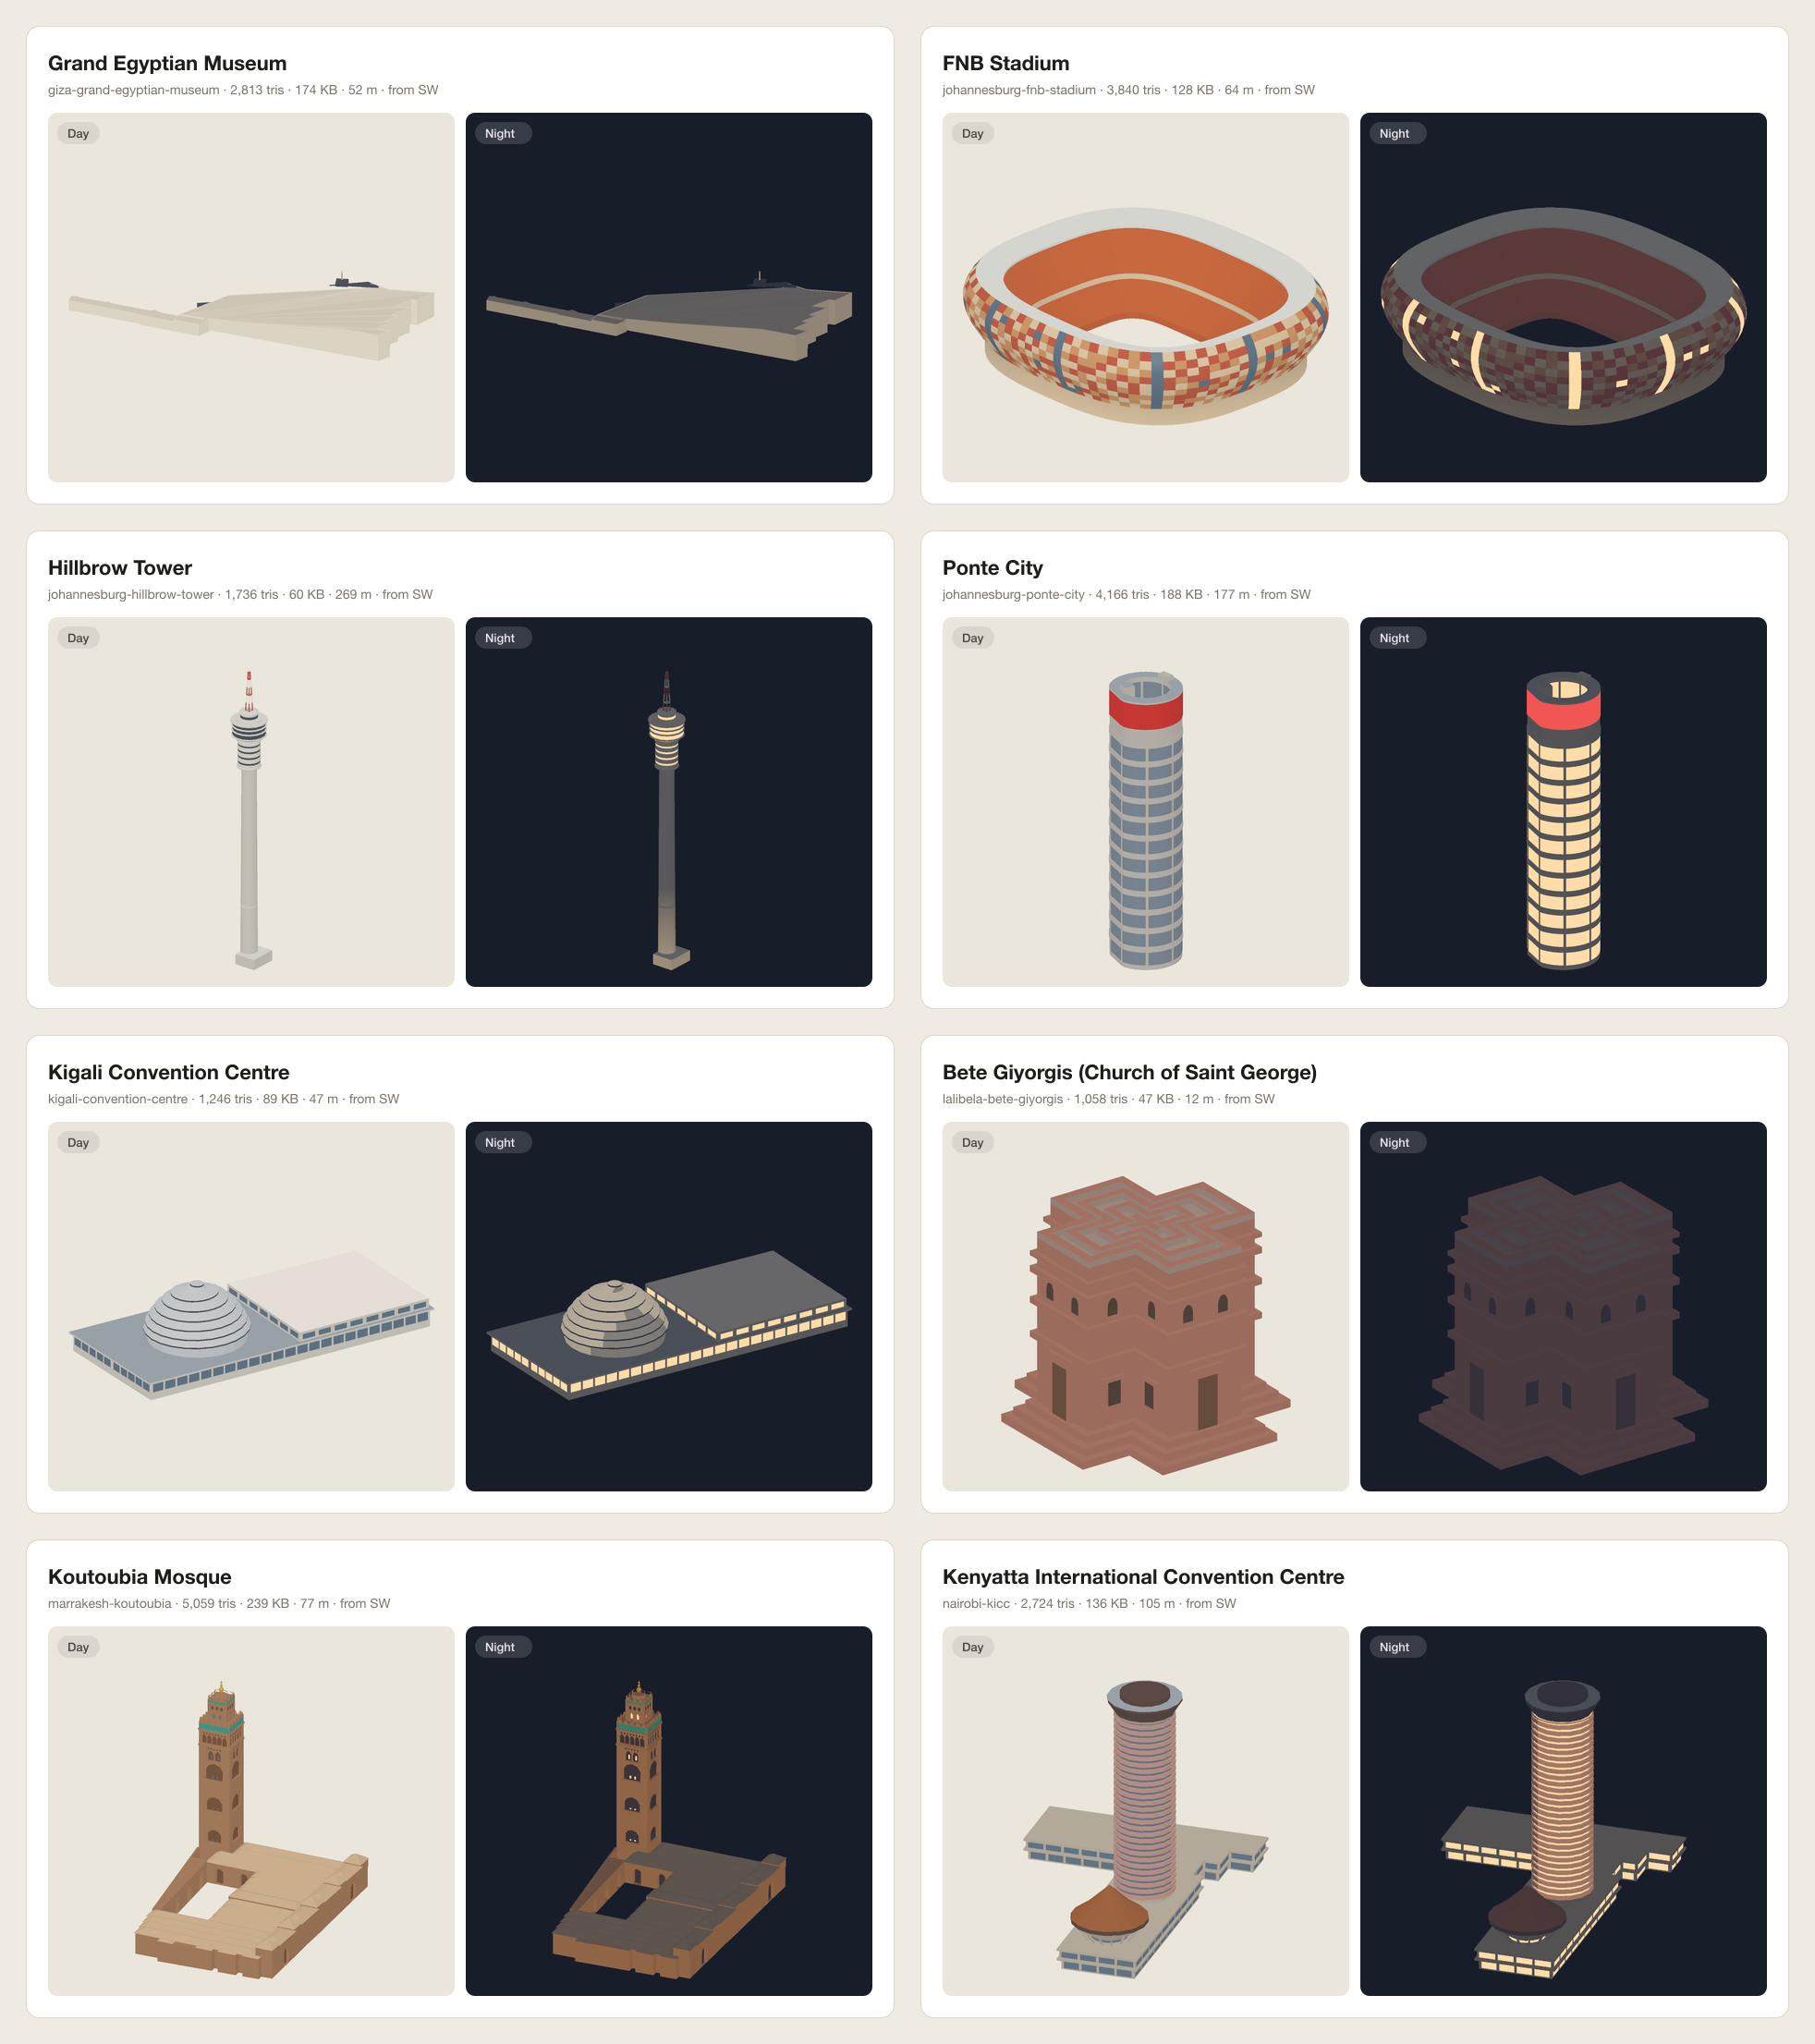 Grand Egyptian Museum
giza-grand-egyptian-museum · 2,813 tris · 174 KB · 52 m · from SW
Day
Night
FNB Stadium
johannesburg-fnb-stadium · 3,840 tris · 128 KB · 64 m · from SW
Day
Night
Hillbrow Tower
johannesburg-hillbrow-tower · 1,736 tris · 60 KB · 269 m · from SW
Day
Night
Ponte City
johannesburg-ponte-city · 4,166 tris · 188 KB · 177 m · from SW
Day
Night
Kigali Convention Centre
kigali-convention-centre · 1,246 tris · 89 KB · 47 m · from SW
Day
Night
Bete Giyorgis (Church of Saint George)
lalibela-bete-giyorgis · 1,058 tris · 47 KB · 12 m · from SW
Day
Night
Koutoubia Mosque
marrakesh-koutoubia · 5,059 tris · 239 KB · 77 m · from SW
Day
Night
Kenyatta International Convention Centre
nairobi-kicc · 2,724 tris · 136 KB · 105 m · from SW
Day
Night